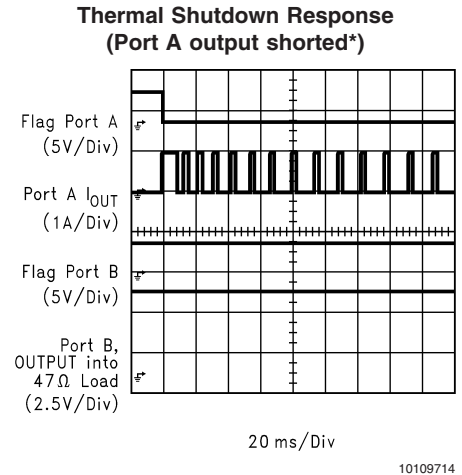 Thermal Shutdown Response
(Port A output shorted*)
Flag Port A
(5V/Div)
Port A IOUT
(1A/Div)
Flag Port B
(5V/Div)
Port B,
OUTPUT into
47Ω Load
(2.5V/Div)
20 ms/Div
10109714